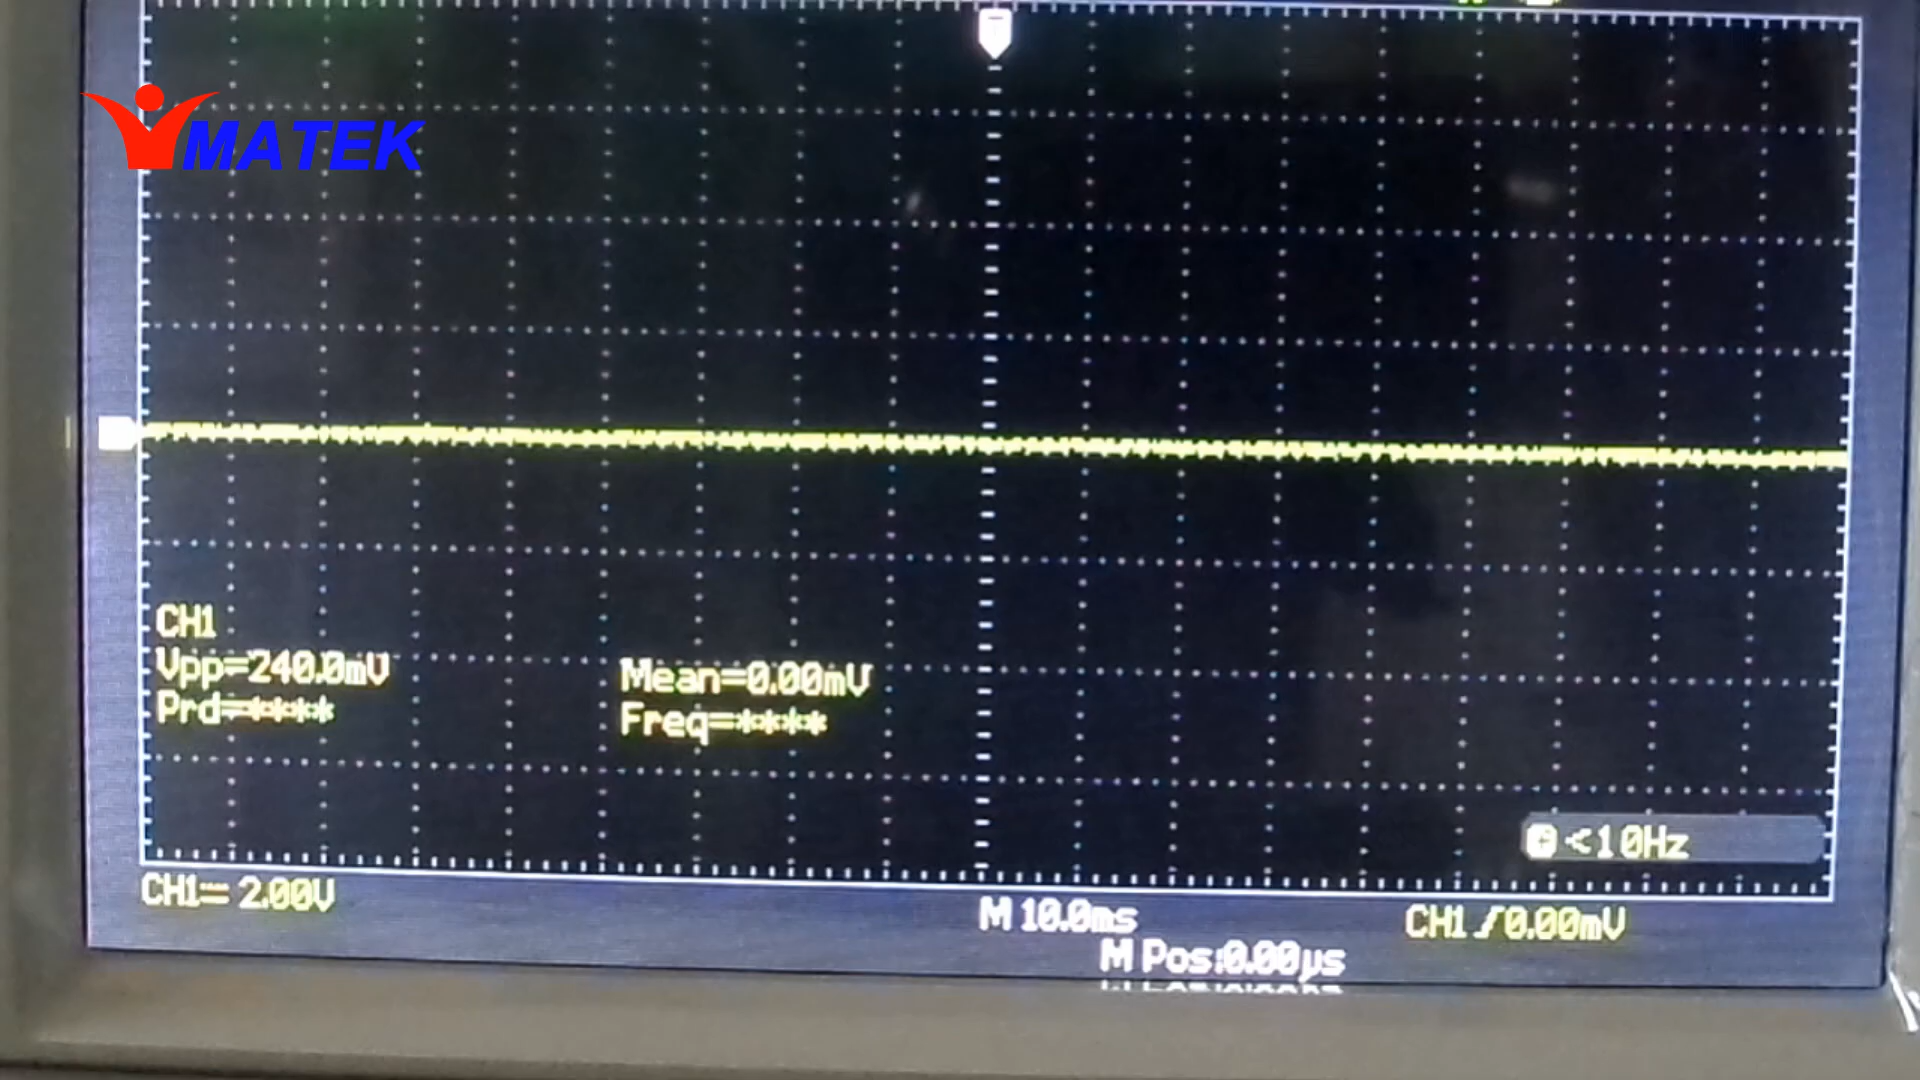 MATEK
CH1
Vpp=240.0mV
Mean=0.00mV
Prd=****
Freq=****
<10Hz
CH1 2.00V
M 10.0ms
CH1 0.00mV
M Pos:0.00µs